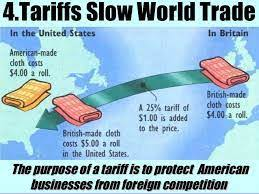 4.Tariffs Slow World Trade
In the United States
In Britain
American-made
cloth costs
$4.00 a roll.
British-made
cloth costs
$4.00 a roll.
A 25% tariff of
$1.00 is added
to the price.
British-made cloth
costs $5.00 a roll
in the United States.
The purpose of a tariff is to protect American
businesses from foreign competition